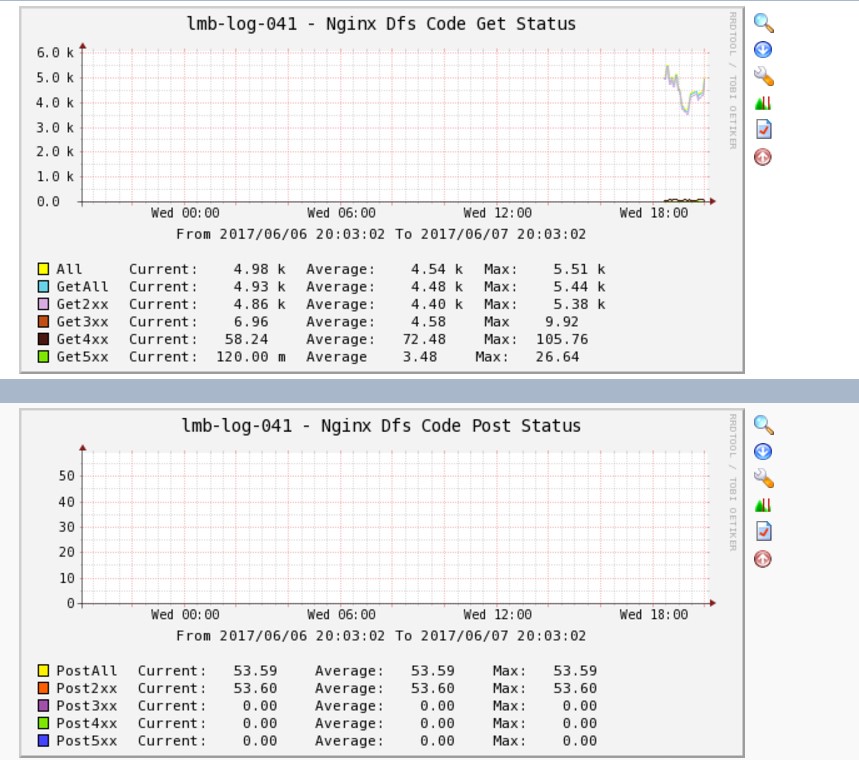 lmb-log-041 - Nginx Dfs Code Get Status
RRDTOOL / TOBI OETIKER
6.0 k
5.0 k
4.0 k
3.0 k
2.0 k
1.0 k
0.0
Wed 00:00 Wed 06:00 Wed 12:00 Wed 18:00
From 2017/06/06 20:03:02 To 2017/06/07 20:03:02
All Current: 4.98 k Average: 4.54 k Max: 5.51 k
GetAll Current: 4.93 k Average: 4.48 k Max: 5.44 k
Get2xx Current: 4.86 k Average: 4.40 k Max: 5.38 k
Get3xx Current: 6.96 Average: 4.58 Max 9.92
Get4xx Current: 58.24 Average: 72.48 Max: 105.76
Get5xx Current: 120.00 m Average 3.48 Max: 26.64
lmb-log-041 - Nginx Dfs Code Post Status
RRDTOOL / TOBI OETIKER
50
40
30
20
10
0
Wed 00:00 Wed 06:00 Wed 12:00 Wed 18:00
From 2017/06/06 20:03:02 To 2017/06/07 20:03:02
PostAll Current: 53.59 Average: 53.59 Max: 53.59
Post2xx Current: 53.60 Average: 53.60 Max: 53.60
Post3xx Current: 0.00 Average: 0.00 Max: 0.00
Post4xx Current: 0.00 Average: 0.00 Max: 0.00
Post5xx Current: 0.00 Average: 0.00 Max: 0.00